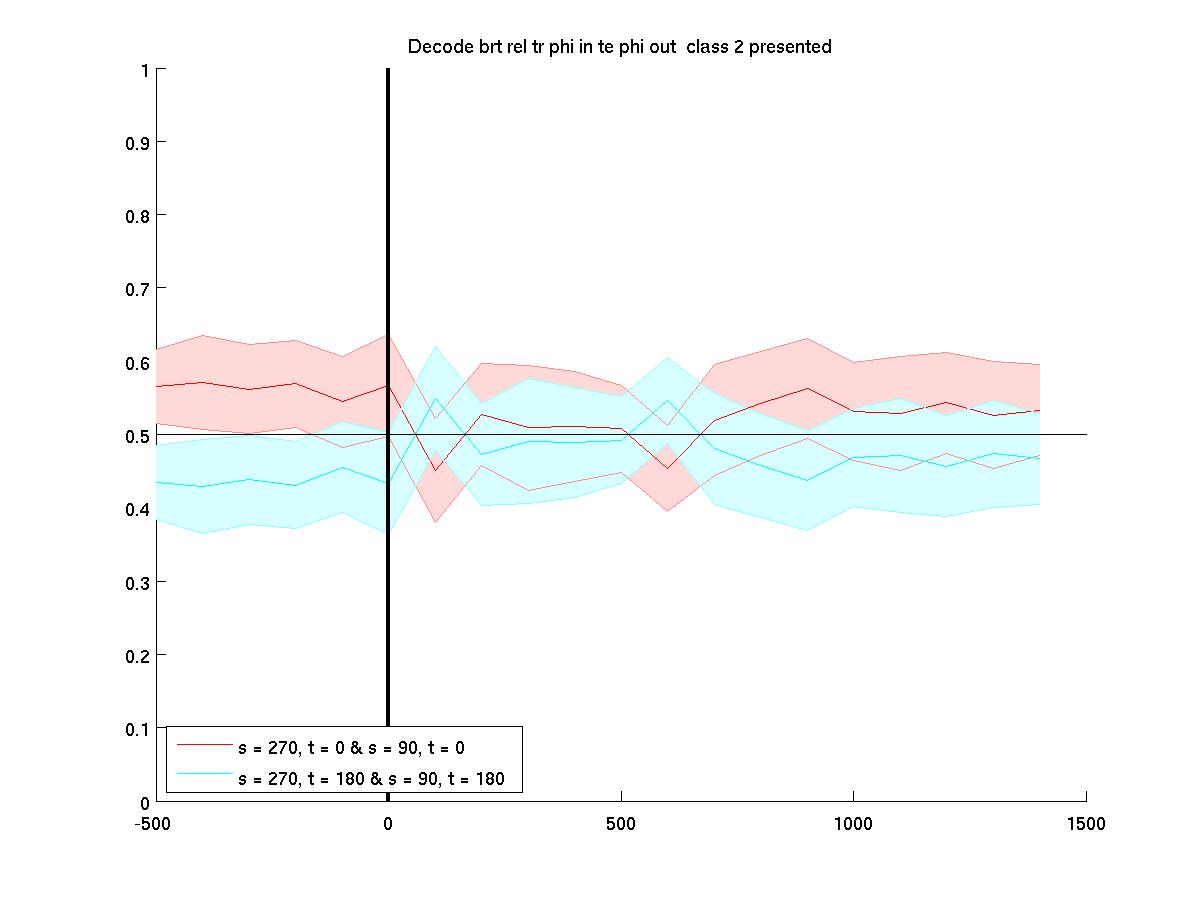 Decode brt rel tr phi in te phi out  class 2 presented
1
0.9
0.8
0.7
0.6
0.5
0.4
0.3
0.2
0.1
0
s = 270, t = 0 & s = 90, t = 0
s = 270, t = 180 & s = 90, t = 180
-500 0 500 1000 1500